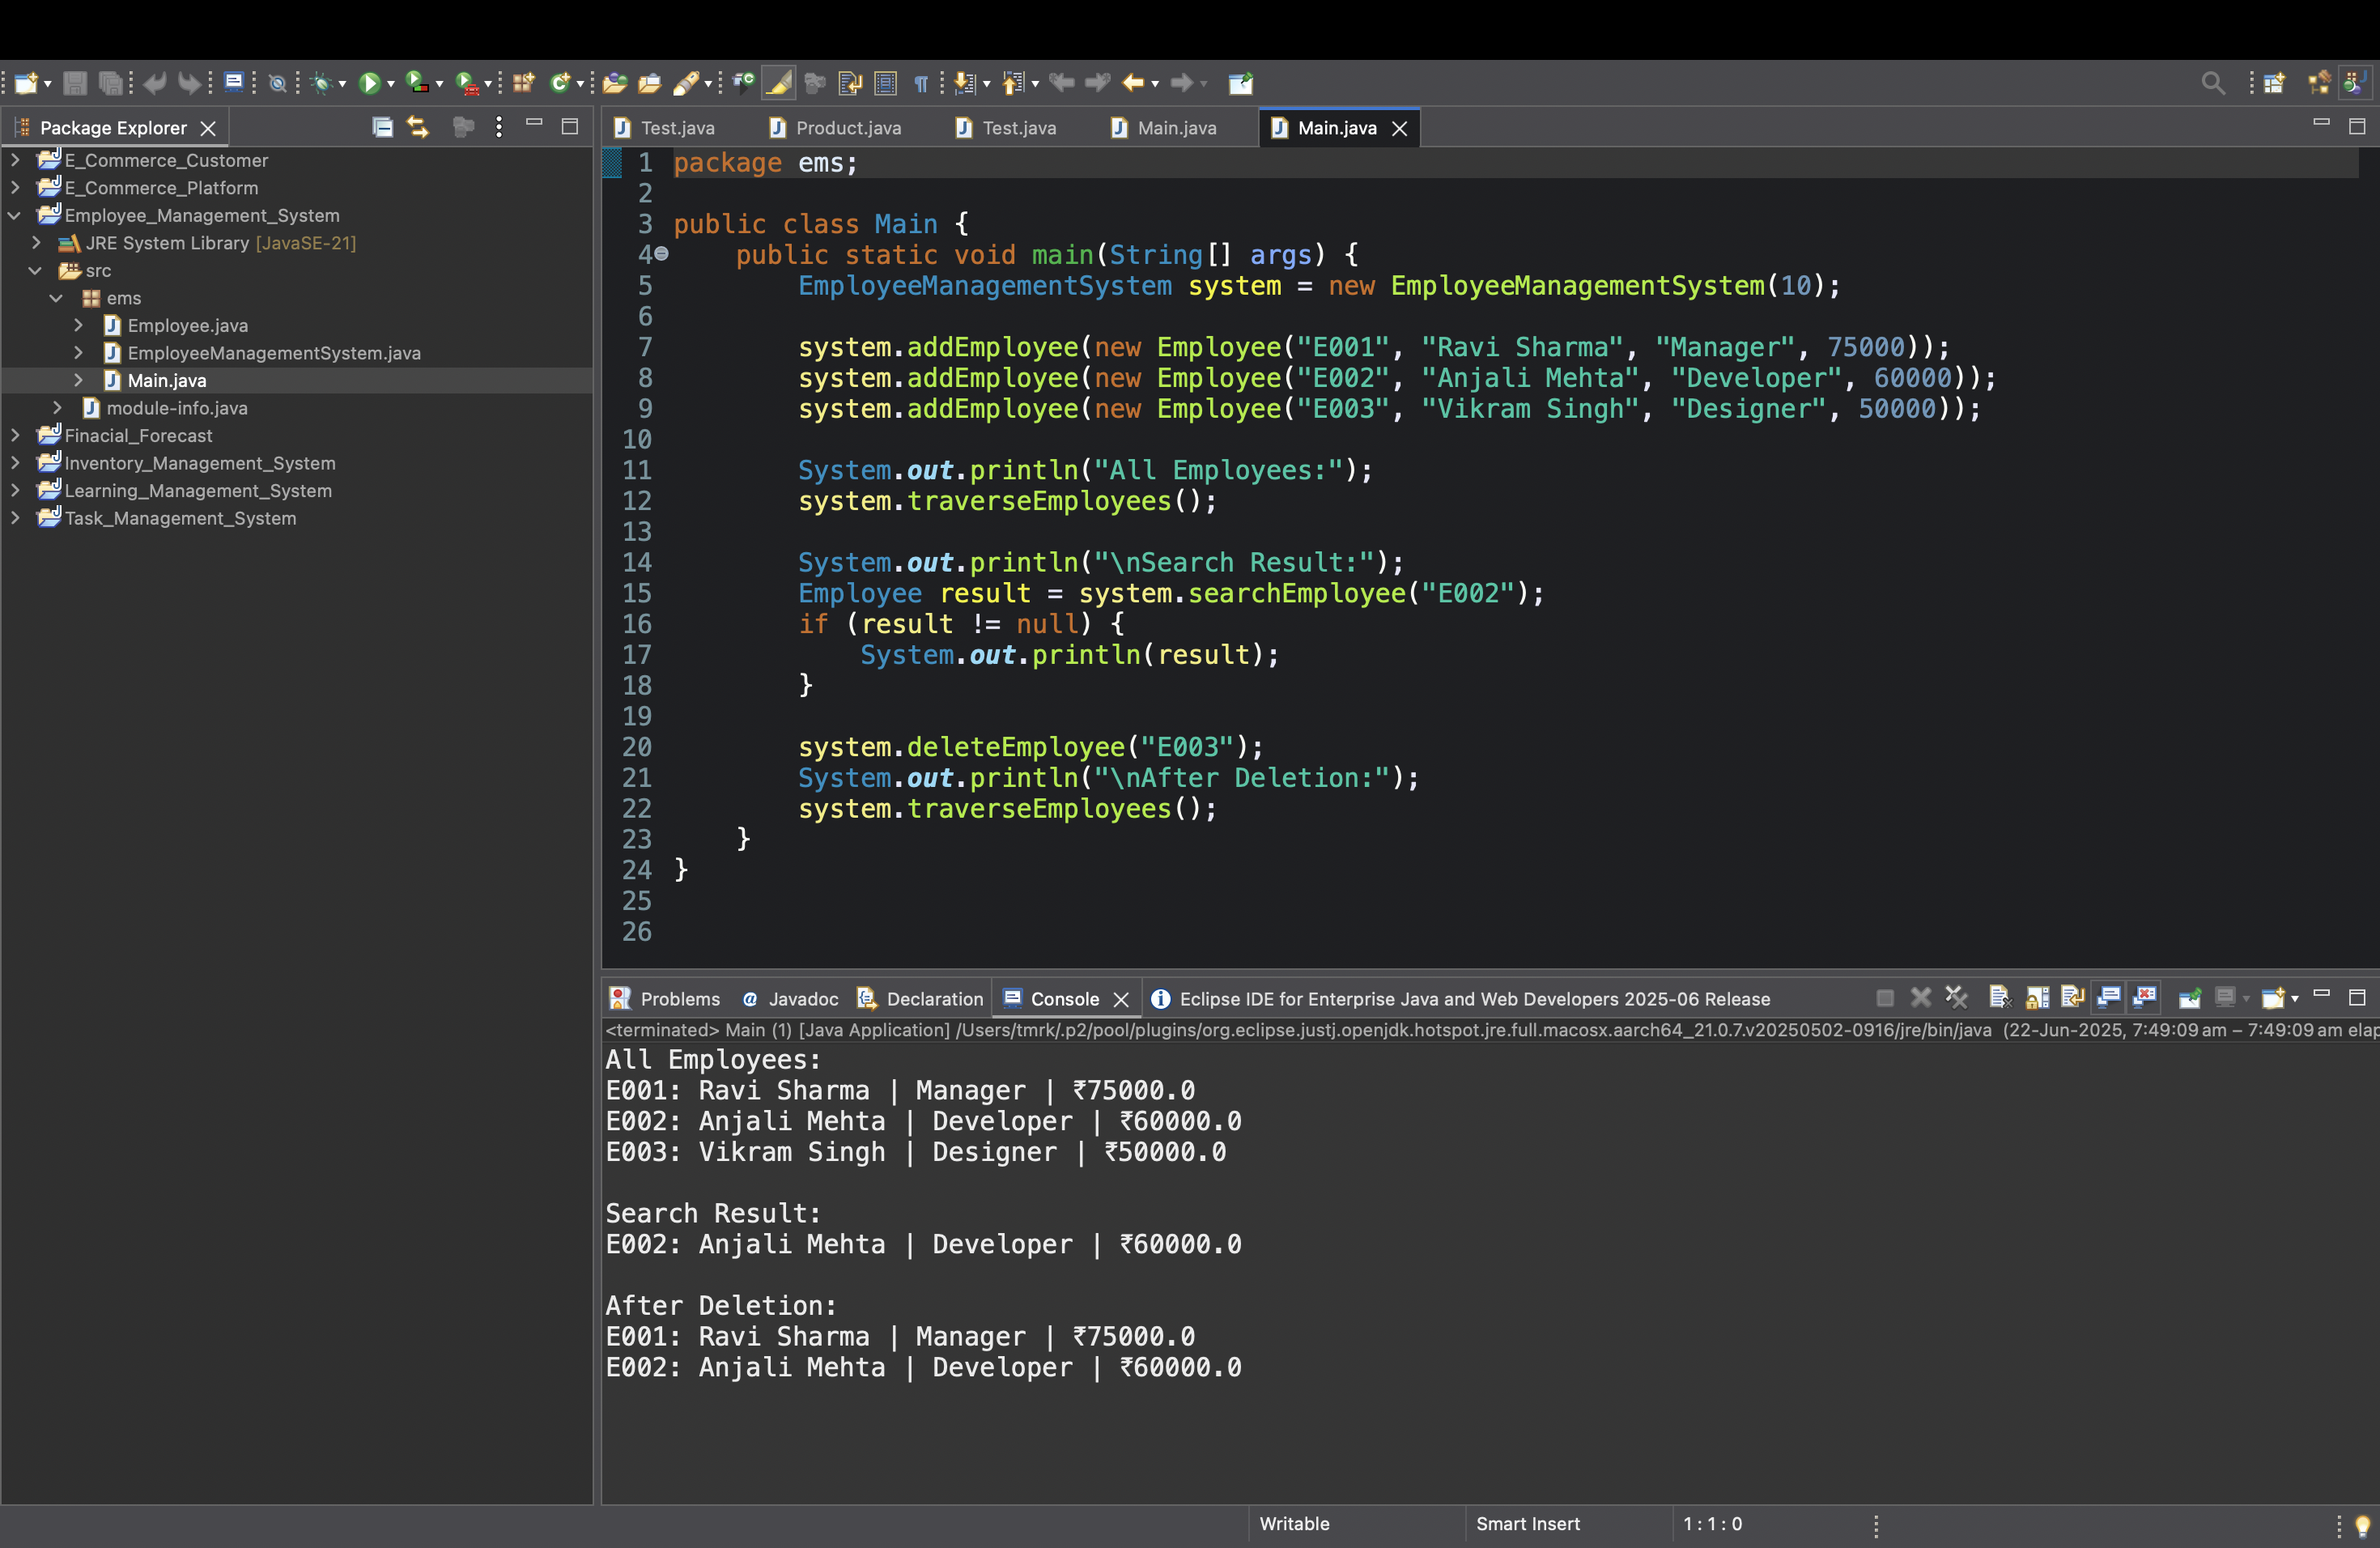 Package Explorer
E_Commerce_Customer
E_Commerce_Platform
Employee_Management_System
JRE System Library [JavaSE-21]
src
ems
Employee.java
EmployeeManagementSystem.java
Main.java
module-info.java
Finacial_Forecast
Inventory_Management_System
Learning_Management_System
Task_Management_System
Test.java Product.java Test.java Main.java Main.java
1 package ems;
2
3 public class Main {
4     public static void main(String[] args) {
5         EmployeeManagementSystem system = new EmployeeManagementSystem(10);
6
7         system.addEmployee(new Employee("E001", "Ravi Sharma", "Manager", 75000));
8         system.addEmployee(new Employee("E002", "Anjali Mehta", "Developer", 60000));
9         system.addEmployee(new Employee("E003", "Vikram Singh", "Designer", 50000));
10
11         System.out.println("All Employees:");
12         system.traverseEmployees();
13
14         System.out.println("\nSearch Result:");
15         Employee result = system.searchEmployee("E002");
16         if (result != null) {
17             System.out.println(result);
18         }
19
20         system.deleteEmployee("E003");
21         System.out.println("\nAfter Deletion:");
22         system.traverseEmployees();
23     }
24 }
25
26
Problems @ Javadoc Declaration Console Eclipse IDE for Enterprise Java and Web Developers 2025-06 Release
<terminated> Main (1) [Java Application] /Users/tmrk/.p2/pool/plugins/org.eclipse.justj.openjdk.hotspot.jre.full.macosx.aarch64_21.0.7.v20250502-0916/jre/bin/java (22-Jun-2025, 7:49:09 am – 7:49:09 am elap
All Employees:
E001: Ravi Sharma | Manager | ₹75000.0
E002: Anjali Mehta | Developer | ₹60000.0
E003: Vikram Singh | Designer | ₹50000.0

Search Result:
E002: Anjali Mehta | Developer | ₹60000.0

After Deletion:
E001: Ravi Sharma | Manager | ₹75000.0
E002: Anjali Mehta | Developer | ₹60000.0
Writable Smart Insert 1 : 1 : 0